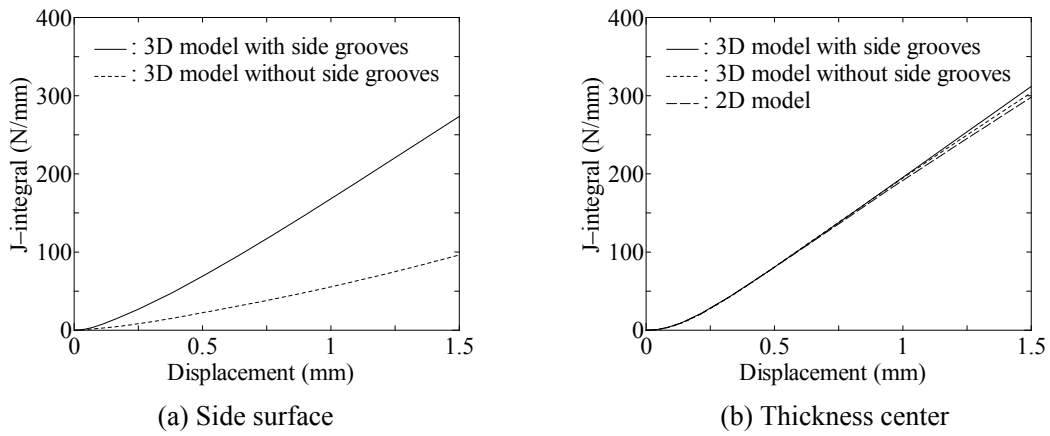 400
300
200
100
0
J–integral (N/mm)
: 3D model with side grooves
: 3D model without side grooves
0 0.5 1 1.5
Displacement (mm)
(a) Side surface
400
300
200
100
0
J–integral (N/mm)
: 3D model with side grooves
: 3D model without side grooves
: 2D model
0 0.5 1 1.5
Displacement (mm)
(b) Thickness center